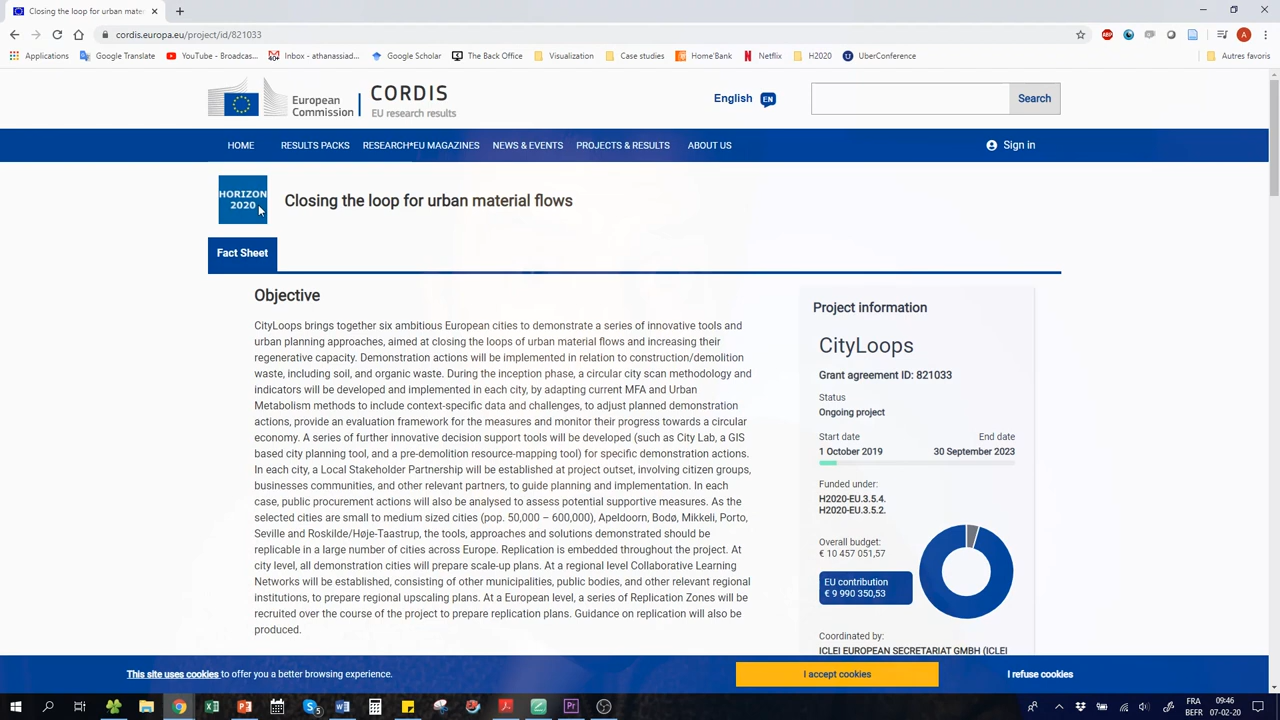 Closing the loop for urban mater
cordis.europa.eu/project/id/821033
Applications
Google Translate
YouTube - Broadcas...
Inbox - athanassiad...
Google Scholar
The Back Office
Visualization
Case studies
Home'Bank
Netflix
H2020
UberConference
Autres favoris
European
Commission
CORDIS
EU research results
English EN
Search
HOME
RESULTS PACKS
RESEARCH*EU MAGAZINES
NEWS & EVENTS
PROJECTS & RESULTS
ABOUT US
Sign in
HORIZON
2020
Closing the loop for urban material flows
Fact Sheet
Objective
CityLoops brings together six ambitious European cities to demonstrate a series of innovative tools and
urban planning approaches, aimed at closing the loops of urban material flows and increasing their
regenerative capacity. Demonstration actions will be implemented in relation to construction/demolition
waste, including soil, and organic waste. During the inception phase, a circular city scan methodology and
indicators will be developed and implemented in each city, by adapting current MFA and Urban
Metabolism methods to include context-specific data and challenges, to adjust planned demonstration
actions, provide an evaluation framework for the measures and monitor their progress towards a circular
economy. A series of further innovative decision support tools will be developed (such as City Lab, a GIS
based city planning tool, and a pre-demolition resource-mapping tool) for specific demonstration actions.
In each city, a Local Stakeholder Partnership will be established at project outset, involving citizen groups,
businesses communities, and other relevant partners, to guide planning and implementation. In each
case, public procurement actions will also be analysed to assess potential supportive measures. As the
selected cities are small to medium sized cities (pop. 50,000 – 600,000), Apeldoorn, Bodø, Mikkeli, Porto,
Seville and Roskilde/Høje-Taastrup, the tools, approaches and solutions demonstrated should be
replicable in a large number of cities across Europe. Replication is embedded throughout the project. At
city level, all demonstration cities will prepare scale-up plans. At a regional level Collaborative Learning
Networks will be established, consisting of other municipalities, public bodies, and other relevant regional
institutions, to prepare regional upscaling plans. At a European level, a series of Replication Zones will be
recruited over the course of the project to prepare replication plans. Guidance on replication will also be
produced.
Project information
CityLoops
Grant agreement ID: 821033
Status
Ongoing project
Start date
End date
1 October 2019
30 September 2023
Funded under:
H2020-EU.3.5.4.
H2020-EU.3.5.2.
Overall budget:
€ 10 457 051,57
EU contribution
€ 9 990 350,53
Coordinated by:
ICLEI EUROPEAN SECRETARIAT GMBH (ICLEI
This site uses cookies to offer you a better browsing experience.
I accept cookies
I refuse cookies
FRA
BEFR
09:46
07-02-20